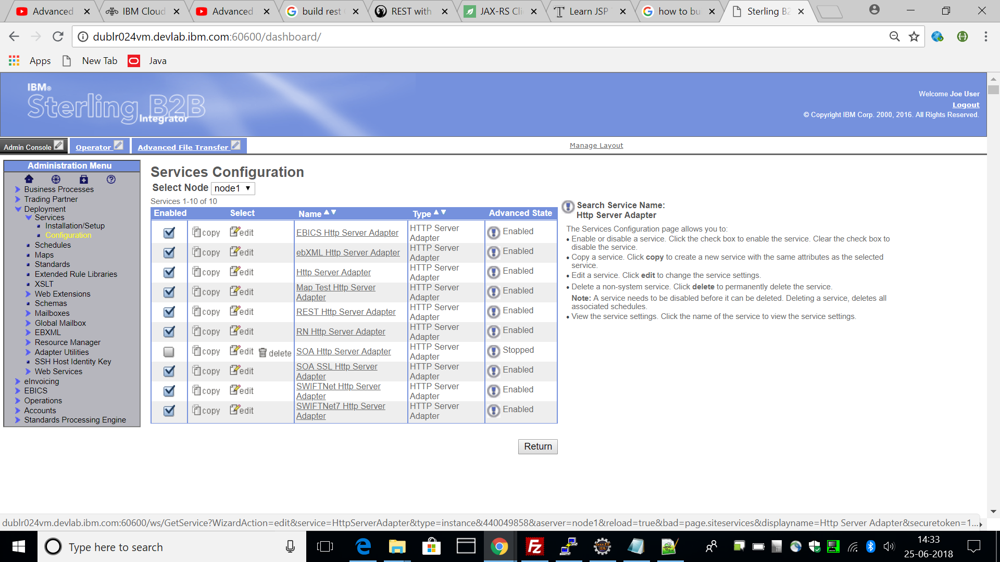 Advanced
IBM Cloud
Advanced
build rest
REST with
JAX-RS Cli
Learn JSP
how to bu
Sterling B2
dublr024vm.devlab.ibm.com:60600/dashboard/
Apps
New Tab
Java
IBM®
Sterling B2B
Integrator
Welcome Joe User
Logout
© Copyright IBM Corp. 2000, 2016. All Rights Reserved.
Admin Console
Operator
Advanced File Transfer
Manage Layout
Administration Menu
Business Processes
Trading Partner
Deployment
Services
Installation/Setup
Configuration
Schedules
Maps
Standards
Extended Rule Libraries
XSLT
Web Extensions
Schemas
Mailboxes
Global Mailbox
EBXML
Resource Manager
Adapter Utilities
SSH Host Identity Key
Web Services
eInvoicing
EBICS
Operations
Accounts
Standards Processing Engine
Services Configuration
Select Node node1
Services 1-10 of 10
Enabled Select Name Type Advanced State
copy edit EBICS Http Server Adapter HTTP Server Adapter Enabled
copy edit ebXML Http Server Adapter HTTP Server Adapter Enabled
copy edit Http Server Adapter HTTP Server Adapter Enabled
copy edit Map Test Http Server Adapter HTTP Server Adapter Enabled
copy edit REST Http Server Adapter HTTP Server Adapter Enabled
copy edit RN Http Server Adapter HTTP Server Adapter Enabled
copy edit delete SOA Http Server Adapter HTTP Server Adapter Stopped
copy edit SOA SSL Http Server Adapter HTTP Server Adapter Enabled
copy edit SWIFTNet Http Server Adapter HTTP Server Adapter Enabled
copy edit SWIFTNet7 Http Server Adapter HTTP Server Adapter Enabled
Return
Search Service Name:
Http Server Adapter
The Services Configuration page allows you to:
• Enable or disable a service. Click the check box to enable the service. Clear the check box to
disable the service.
• Copy a service. Click copy to create a new service with the same attributes as the selected
service.
• Edit a service. Click edit to change the service settings.
• Delete a non-system service. Click delete to permanently delete the service.
Note: A service needs to be disabled before it can be deleted. Deleting a service, deletes all
associated schedules.
• View the service settings. Click the name of the service to view the service settings.
dublr024vm.devlab.ibm.com:60600/ws/GetService?WizardAction=edit&service=HttpServerAdapter&type=instance&440049858&aserver=node1&reload=true&bad=page.siteservices&displayname=Http Server Adapter&securetoken=1...
Type here to search
Java EE
IDE
14:33
25-06-2018